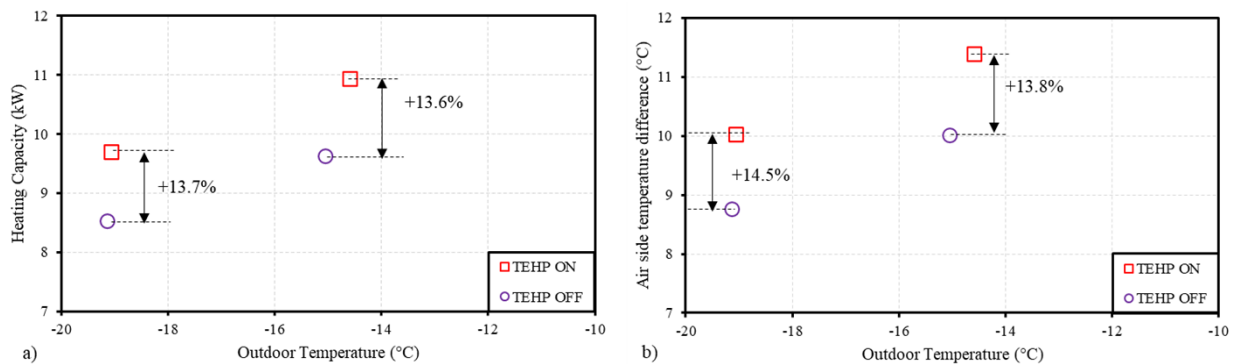 12
11
10
9
8
7
Heating Capacity (kW)
+13.7%
+13.6%
TEHP ON
TEHP OFF
-20
-18
-16
-14
-12
-10
Outdoor Temperature (°C)
a)
12
11
10
9
8
7
Air side temperature difference (°C)
+14.5%
+13.8%
TEHP ON
TEHP OFF
-20
-18
-16
-14
-12
-10
Outdoor Temperature (°C)
b)